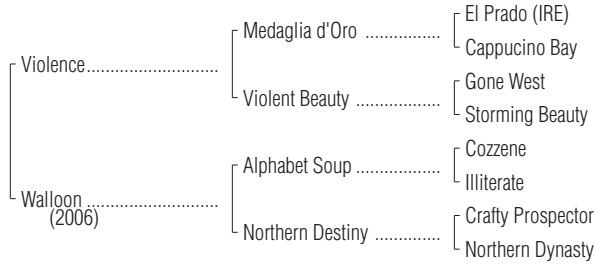 El Prado (IRE)
Medaglia d'Oro ................
Cappucino Bay
Violence............................
Gone West
Violent Beauty ..................
Storming Beauty
Cozzene
Alphabet Soup ..................
Illiterate
Walloon ............................
(2006)
Crafty Prospector
Northern Destiny ..............
Northern Dynasty